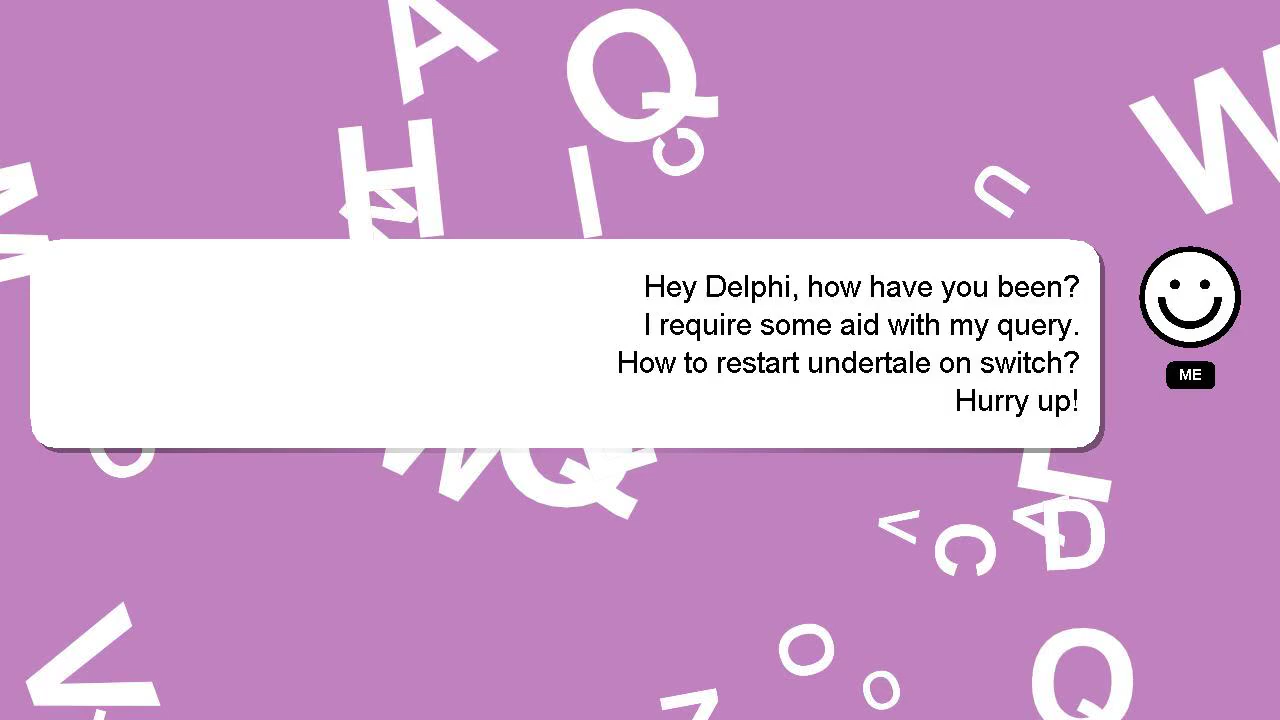 Hey Delphi, how have you been?
I require some aid with my query.
How to restart undertale on switch?
Hurry up!
ME